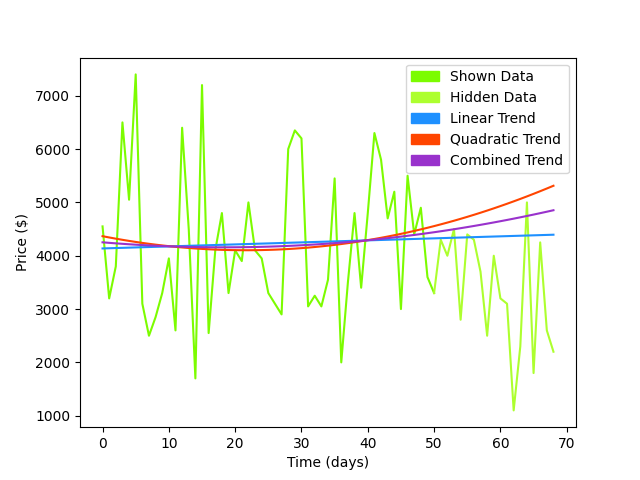 Shown Data
Hidden Data
Linear Trend
Quadratic Trend
Combined Trend
7000
6000
5000
4000
3000
2000
1000
Price ($)
0 10 20 30 40 50 60 70
Time (days)